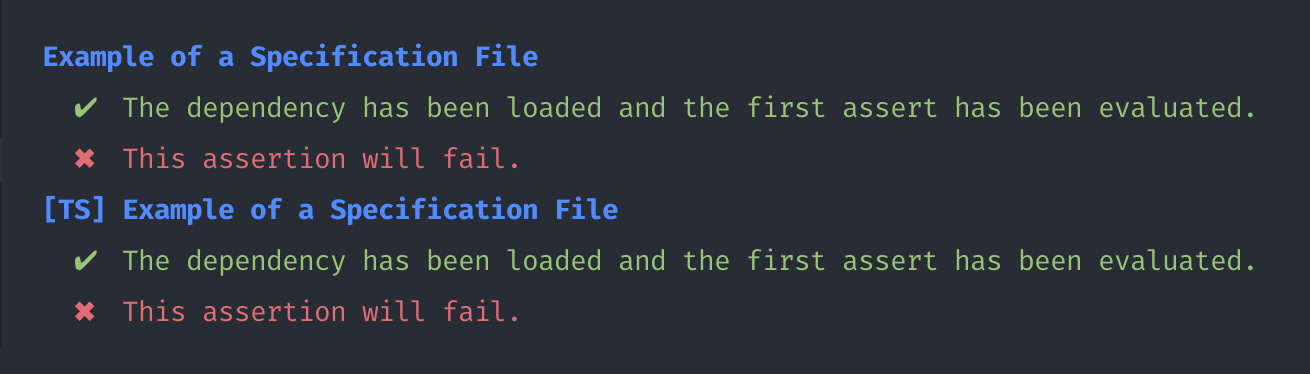 Example of a Specification File
✔ The dependency has been loaded and the first assert has been evaluated.
✖ This assertion will fail.
[TS] Example of a Specification File
✔ The dependency has been loaded and the first assert has been evaluated.
✖ This assertion will fail.